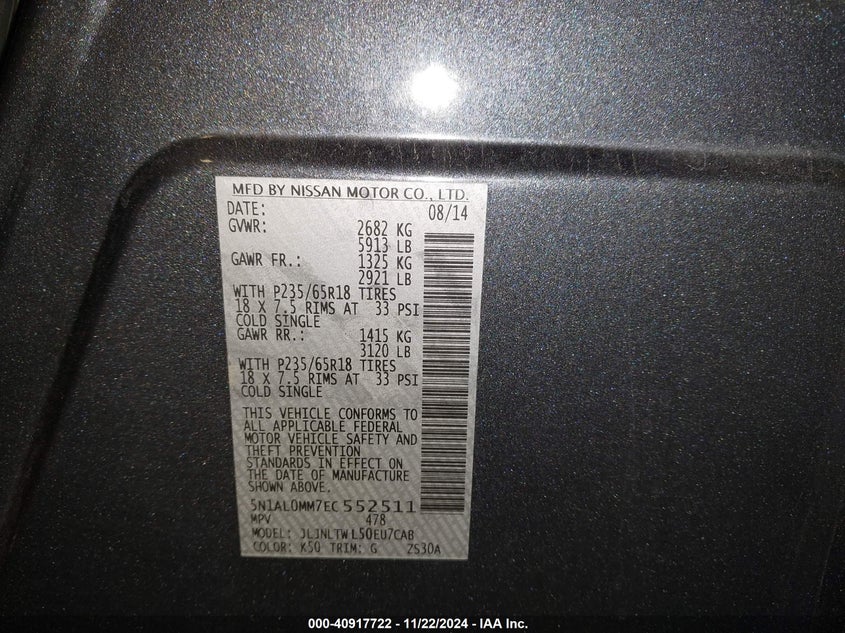 MFD BY NISSAN MOTOR CO., LTD.
DATE: 08/14
GVWR: 2682 KG
5913 LB
GAWR FR.: 1325 KG
2921 LB
WITH P235/65R18 TIRES
18 X 7.5 RIMS AT 33 PSI
COLD SINGLE
GAWR RR.: 1415 KG
3120 LB
WITH P235/65R18 TIRES
18 X 7.5 RIMS AT 33 PSI
COLD SINGLE
THIS VEHICLE CONFORMS TO
ALL APPLICABLE FEDERAL
MOTOR VEHICLE SAFETY AND
THEFT PREVENTION
STANDARDS IN EFFECT ON
THE DATE OF MANUFACTURE
SHOWN ABOVE.
5N1AL0MM7EC552511
MPV 478
MODEL: JLJNLTWL50EU7CAB
COLOR: K50 TRIM: G ZS30A
000-40917722 - 11/22/2024 - IAA Inc.